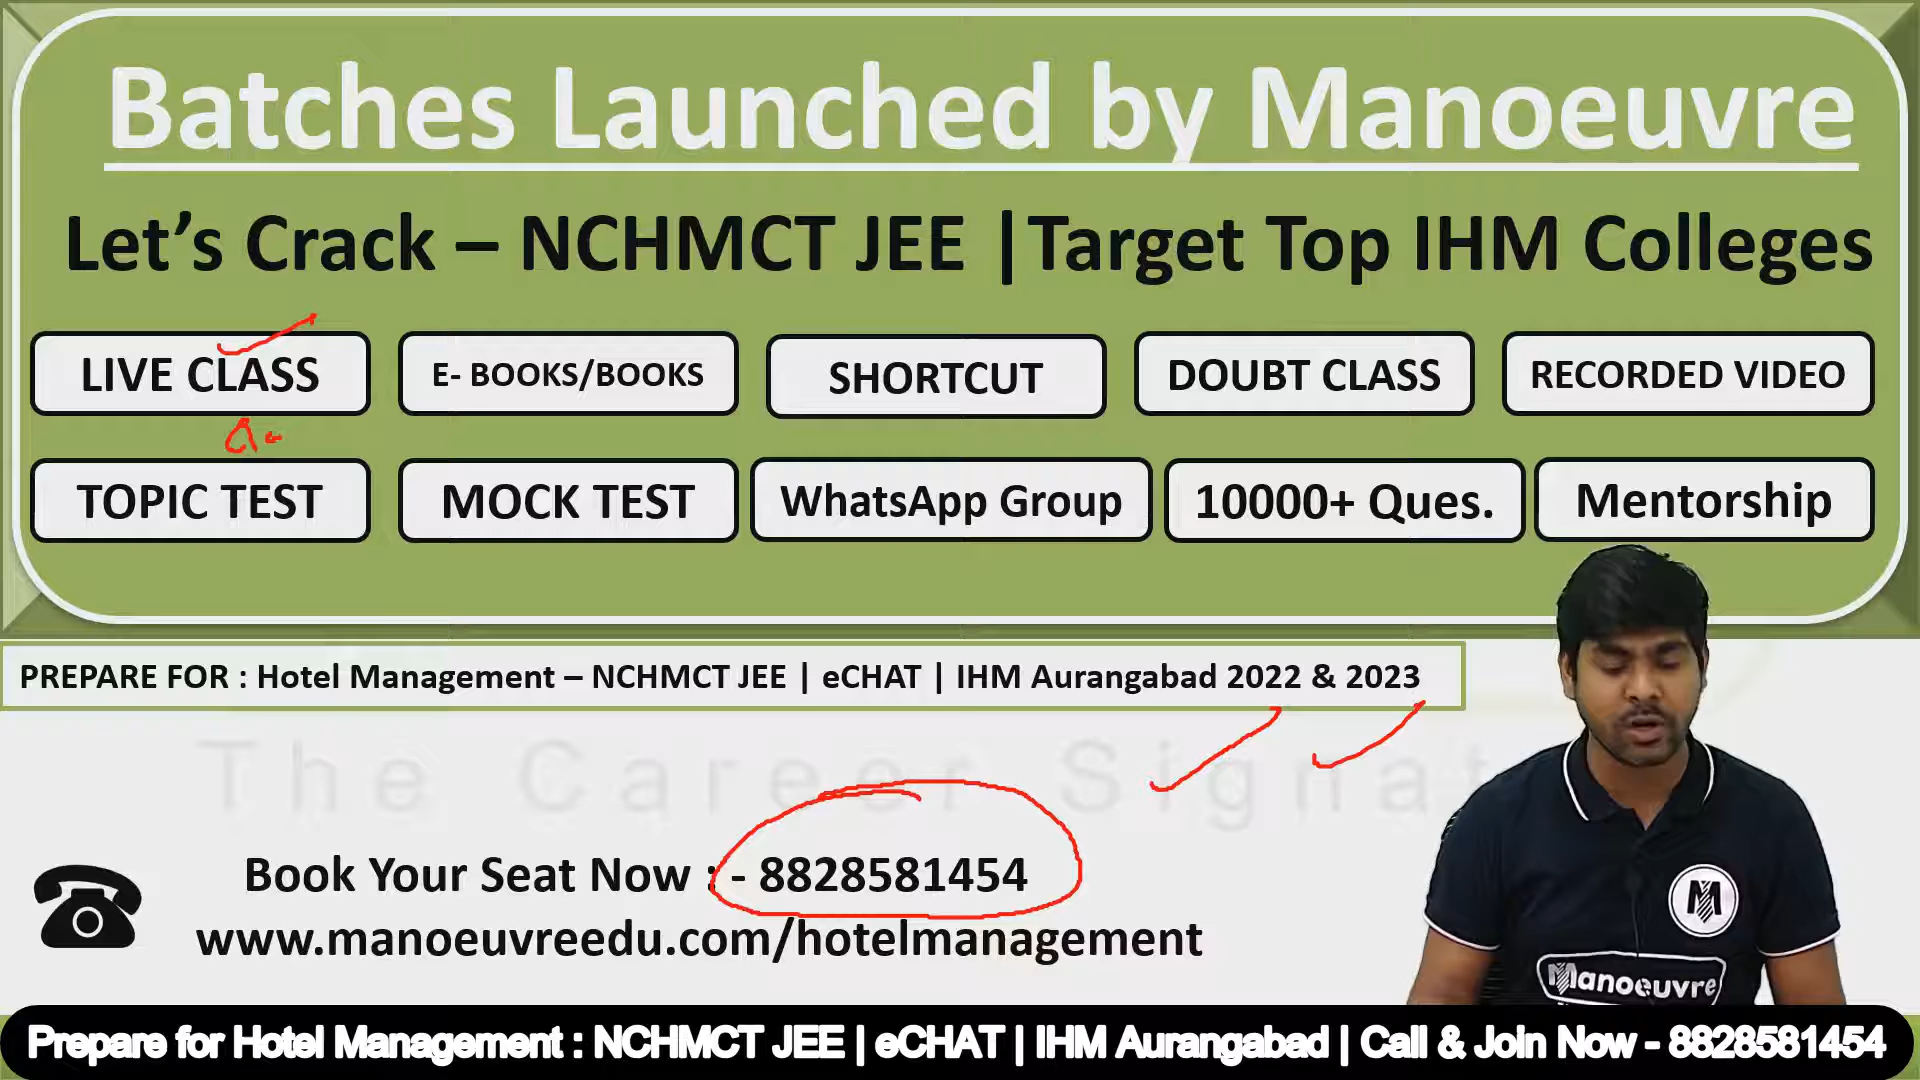 Batches Launched by Manoeuvre
Let's Crack – NCHMCT JEE | Target Top IHM Colleges
LIVE CLASS
E- BOOKS/BOOKS
SHORTCUT
DOUBT CLASS
RECORDED VIDEO
TOPIC TEST
MOCK TEST
WhatsApp Group
10000+ Ques.
Mentorship
PREPARE FOR : Hotel Management – NCHMCT JEE | eCHAT | IHM Aurangabad 2022 & 2023
The Career Signat
Book Your Seat Now : - 8828581454
www.manoeuvreedu.com/hotelmanagement
Manoeuvre
Prepare for Hotel Management : NCHMCT JEE | eCHAT | IHM Aurangabad | Call & Join Now - 8828581454